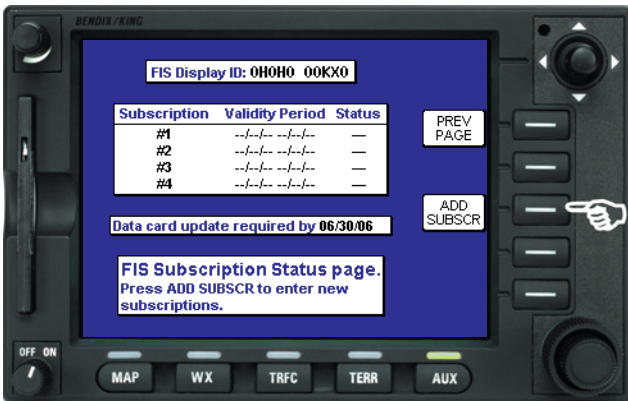 BENDIX/KING
FIS Display ID: 0H0H0 00KX0
Subscription Validity Period Status
#1 --/--/-- --/--/-- —
#2 --/--/-- --/--/-- —
#3 --/--/-- --/--/-- —
#4 --/--/-- --/--/-- —
PREV
PAGE
ADD
SUBSCR
Data card update required by 06/30/06
FIS Subscription Status page.
Press ADD SUBSCR to enter new
subscriptions.
OFF ON
MAP WX TRFC TERR AUX